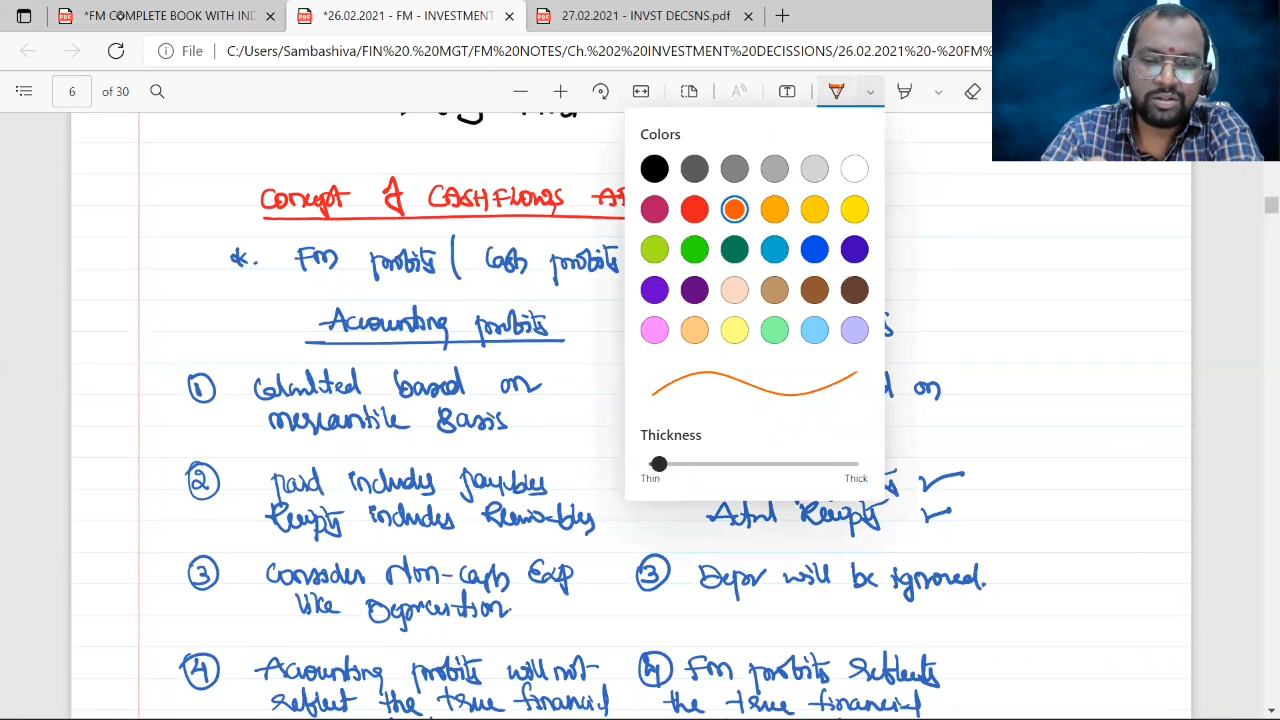 *FM COMPLETE BOOK WITH IND
*26.02.2021 - FM - INVESTMENT
27.02.2021 - INVST DECSNS.pdf
File
C:/Users/Sambashiva/FIN%20.%20MGT/FM%20NOTES/Ch.%202%20INVESTMENT%20DECISSIONS/26.02.2021%20-%20FM%
6 of 30
Colors
Concept of CASHFLOWS
*. FM profits / Cash profits
Accounting profits
① Calculated based on
on
mercantile Basis
② paid includes payables
Receipts includes Receivables
Actual Receipts
Thickness
Thin
Thick
③ Consider Non-cash Exp
like Depreciation
③ Depr will be ignored.
④ Accounting profits will not
reflect the true financial
④ FM profits reflects
the true financial